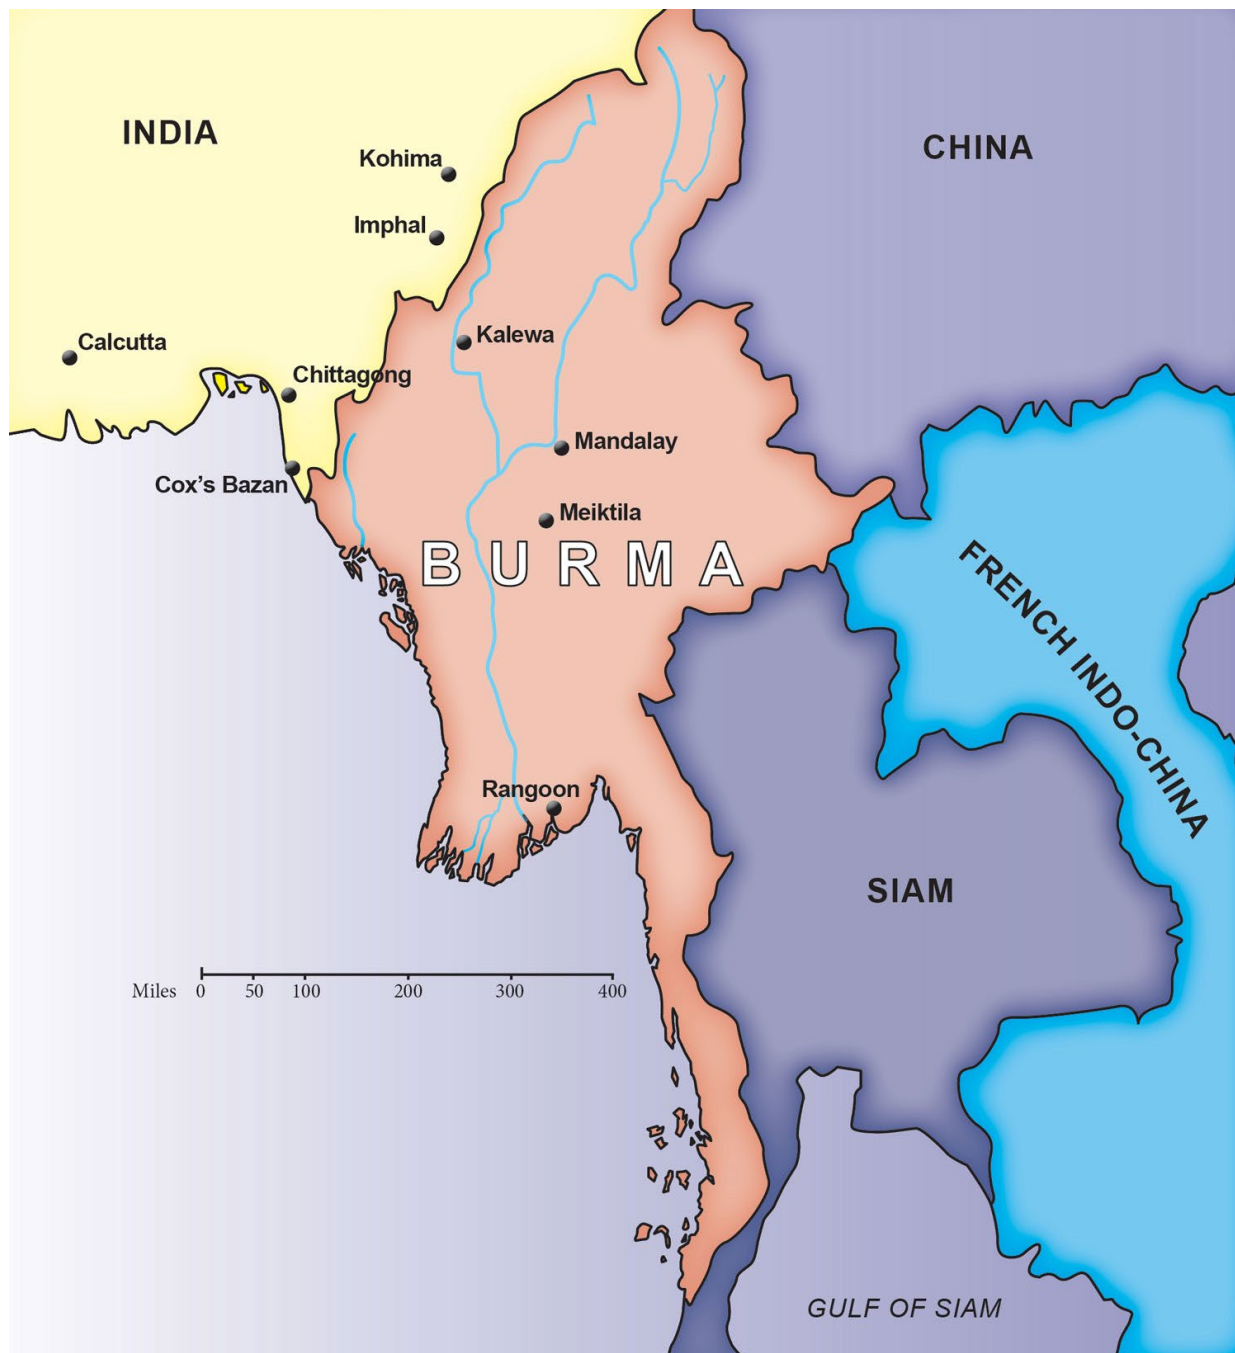 INDIA
CHINA
Kohima
Imphal
Kalewa
Calcutta
Chittagong
Mandalay
Cox’s Bazan
Meiktila
BURMA
FRENCH INDO-CHINA
Rangoon
SIAM
Miles 0 50 100 200 300 400
GULF OF SIAM